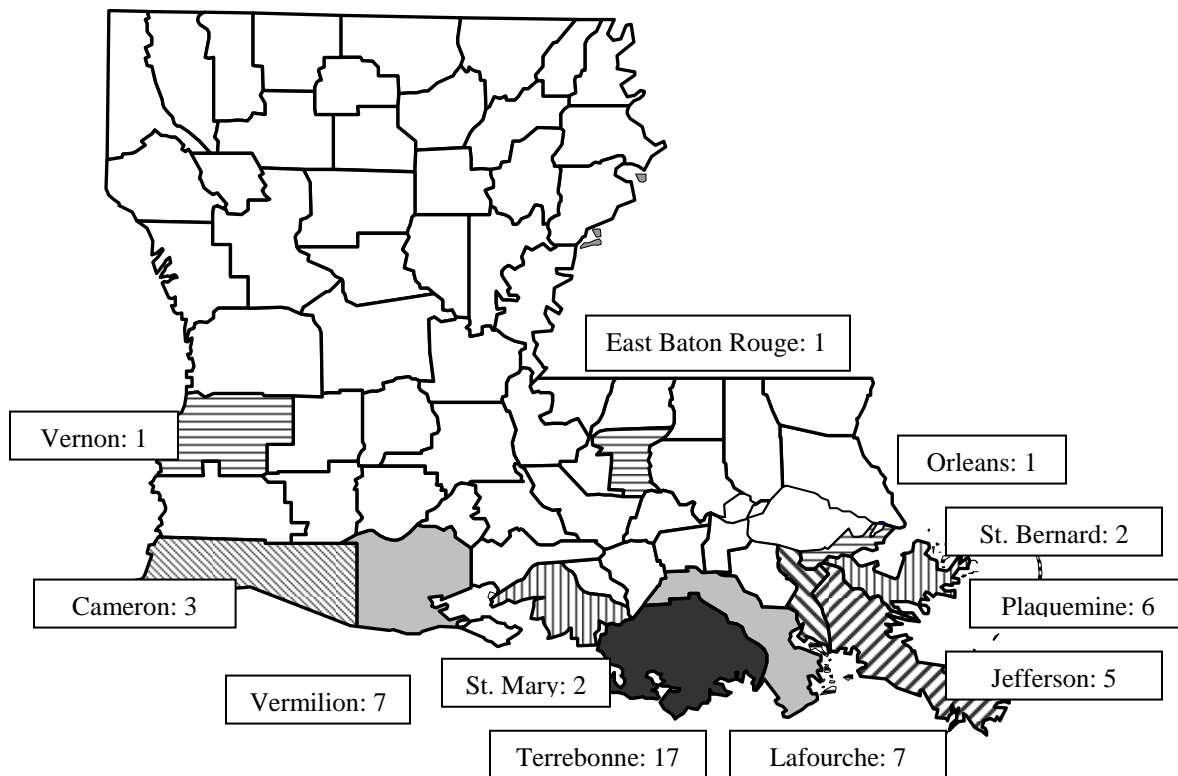 East Baton Rouge: 1
Vernon: 1
Orleans: 1
St. Bernard: 2
Cameron: 3
Plaquemine: 6
St. Mary: 2
Jefferson: 5
Vermilion: 7
Terrebonne: 17
Lafourche: 7